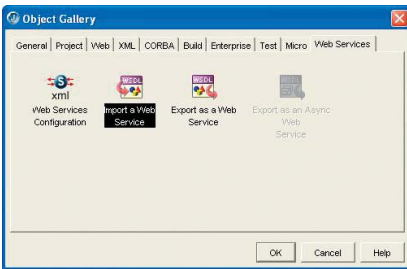 Object Gallery
General Project Web XML CORBA Build Enterprise Test Micro Web Services
WSDL WSDL WSDL
xml
Web Services Import a Web Export as a Web Export as an Async
Configuration Service Service Web
Service
OK Cancel Help